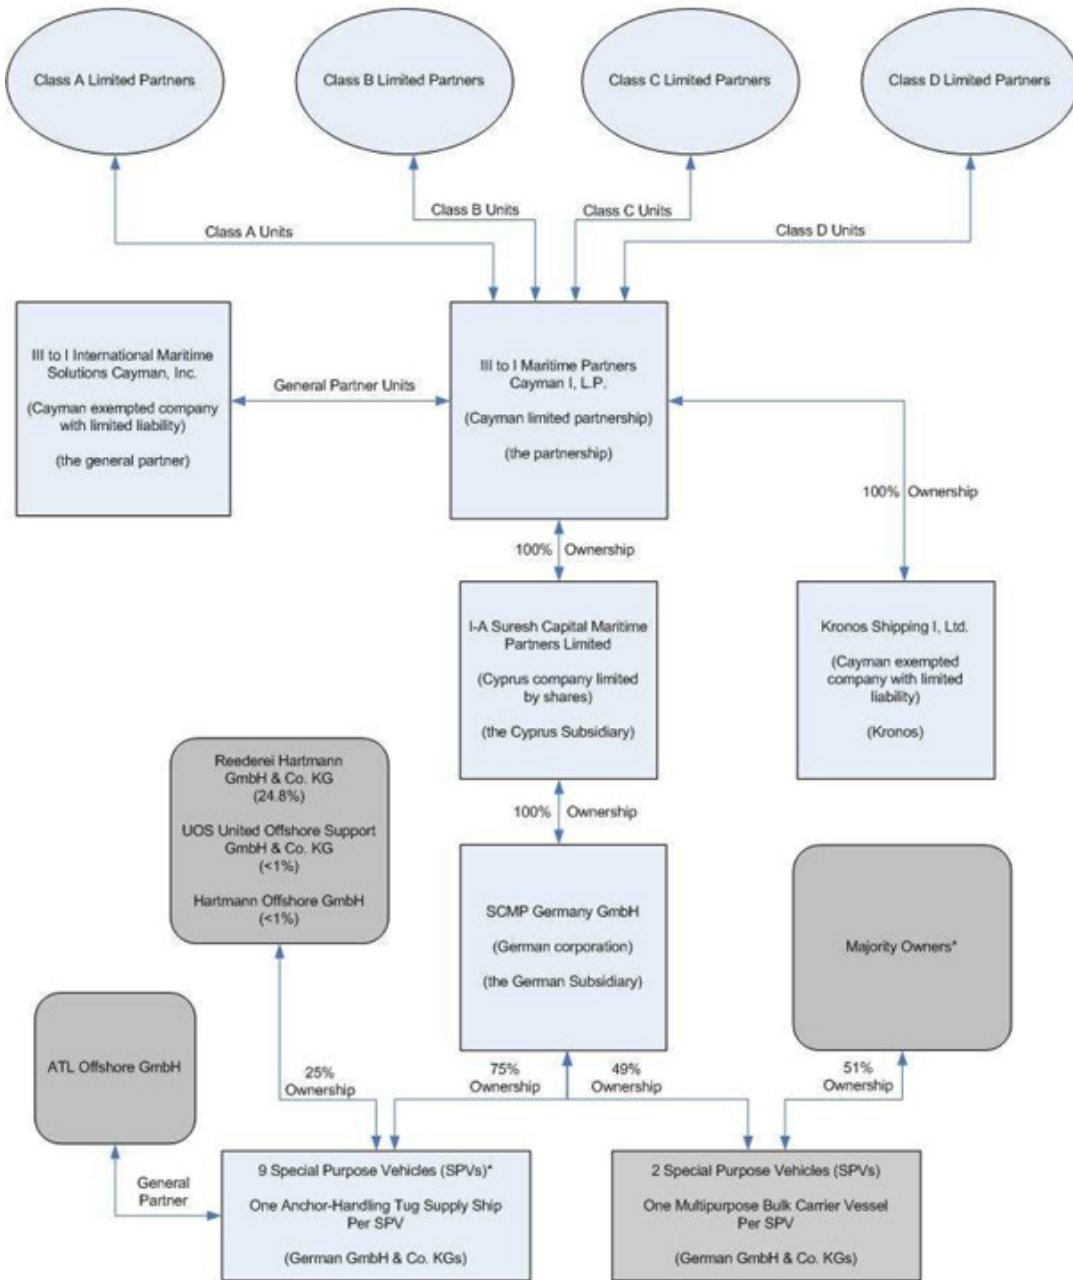 Class A Limited Partners
Class B Limited Partners
Class C Limited Partners
Class D Limited Partners
Class A Units
Class B Units
Class C Units
Class D Units
III to I International Maritime
Solutions Cayman, Inc.
(Cayman exempted company
with limited liability)
(the general partner)
General Partner Units
III to I Maritime Partners
Cayman I, L.P.
(Cayman limited partnership)
(the partnership)
100% Ownership
100% Ownership
I-A Suresh Capital Maritime
Partners Limited
(Cyprus company limited
by shares)
(the Cyprus Subsidiary)
Kronos Shipping I, Ltd.
(Cayman exempted
company with limited
liability)
(Kronos)
Reederei Hartmann
GmbH & Co. KG
(24.8%)
UOS United Offshore Support
GmbH & Co. KG
(<1%)
Hartmann Offshore GmbH
(<1%)
100% Ownership
SCMP Germany GmbH
(German corporation)
(the German Subsidiary)
Majority Owners*
ATL Offshore GmbH
25%
Ownership
75%
Ownership
49%
Ownership
51%
Ownership
General
Partner
9 Special Purpose Vehicles (SPVs)*
One Anchor-Handling Tug Supply Ship
Per SPV
(German GmbH & Co. KGs)
2 Special Purpose Vehicles (SPVs)
One Multipurpose Bulk Carrier Vessel
Per SPV
(German GmbH & Co. KGs)